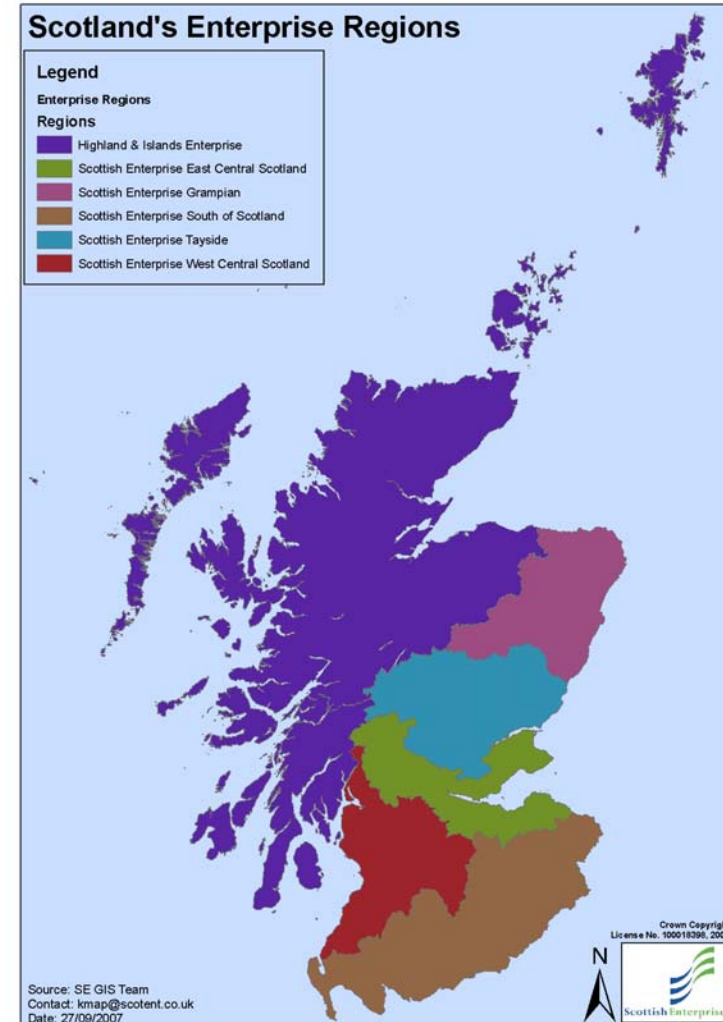 Scotland's Enterprise Regions
Legend
Enterprise Regions
Regions
Highland & Islands Enterprise
Scottish Enterprise East Central Scotland
Scottish Enterprise Grampian
Scottish Enterprise South of Scotland
Scottish Enterprise Tayside
Scottish Enterprise West Central Scotland
Crown Copyrigh
License No. 100018398, 200
N
Scottish Enterprise
Source: SE GIS Team
Contact: kmap@scotent.co.uk
Date: 27/09/2007